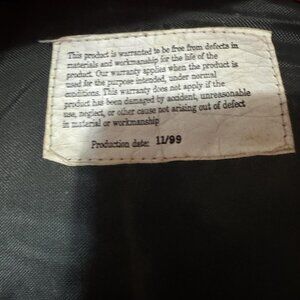 This product is warranted to be free from defects in
materials and workmanship for the life of the
product. Our warranty applies when the product is
used for the purpose intended, under normal
conditions. This warranty does not apply if the
product has been damaged by accident, unreasonable
use, neglect, or other cause not arising out of defect
in material or workmanship
Production date: 11/99